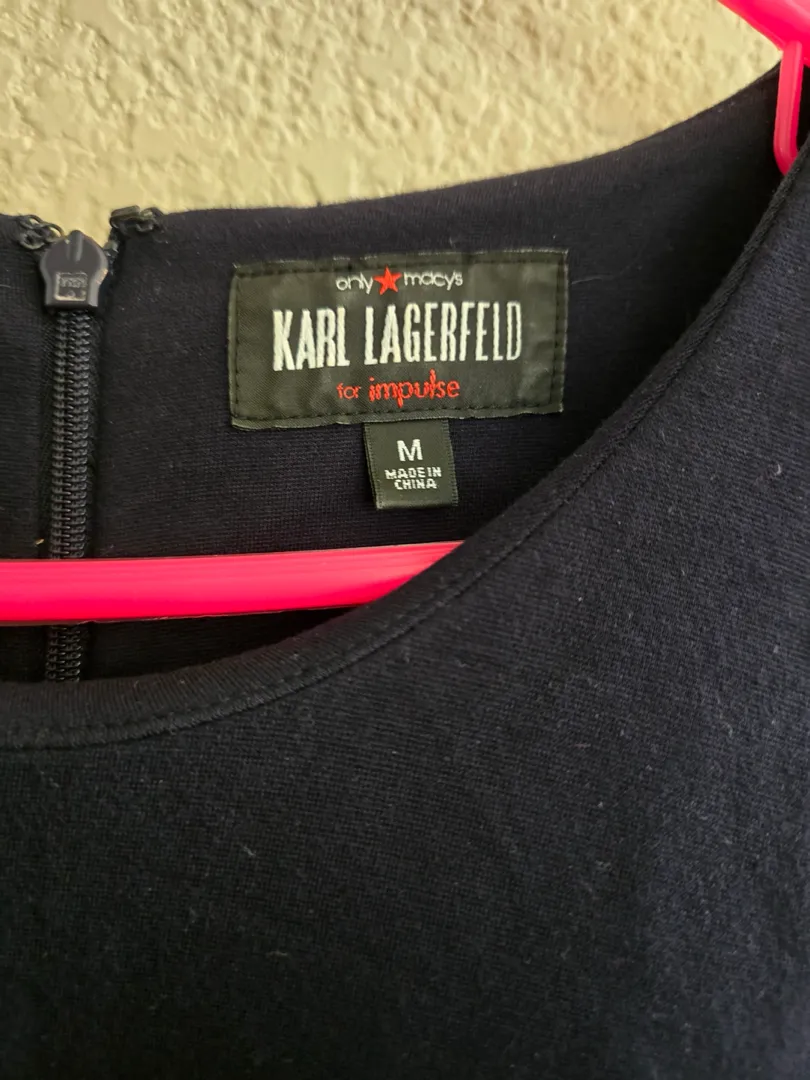 only ★ macy's
KARL LAGERFELD
for impulse
M
MADE IN
CHINA